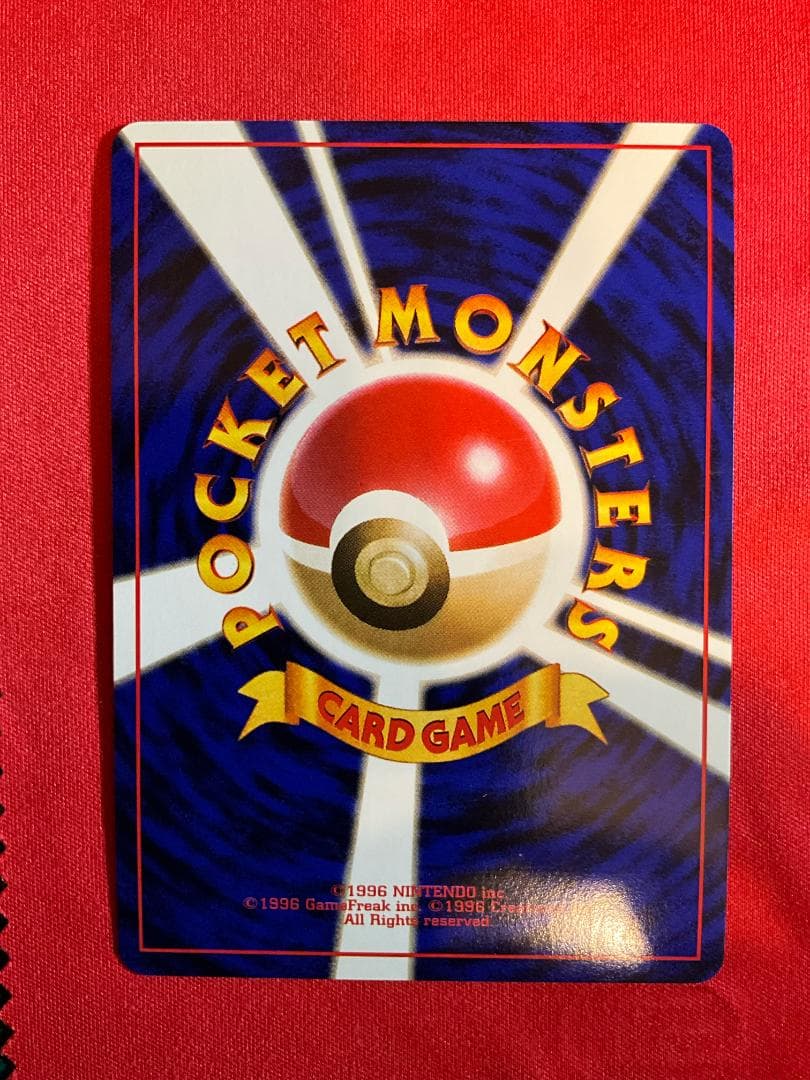 POCKET MONSTERS
CARD GAME
©1996 NINTENDO inc.
©1996 GameFreak inc. ©1996
All Rights reserved.